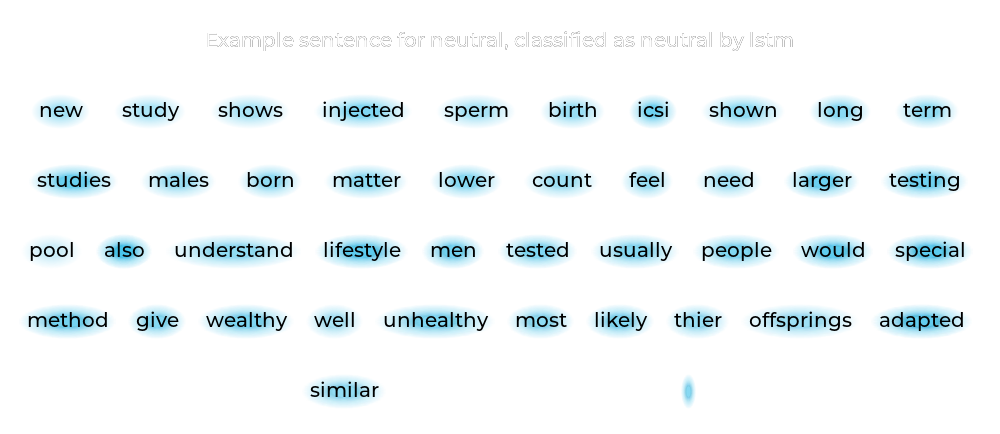 Example sentence for neutral, classified as neutral by lstm
new study shows injected sperm birth icsi shown long term
studies males born matter lower count feel need larger testing
pool also understand lifestyle men tested usually people would special
method give wealthy well unhealthy most likely thier offsprings adapted
similar